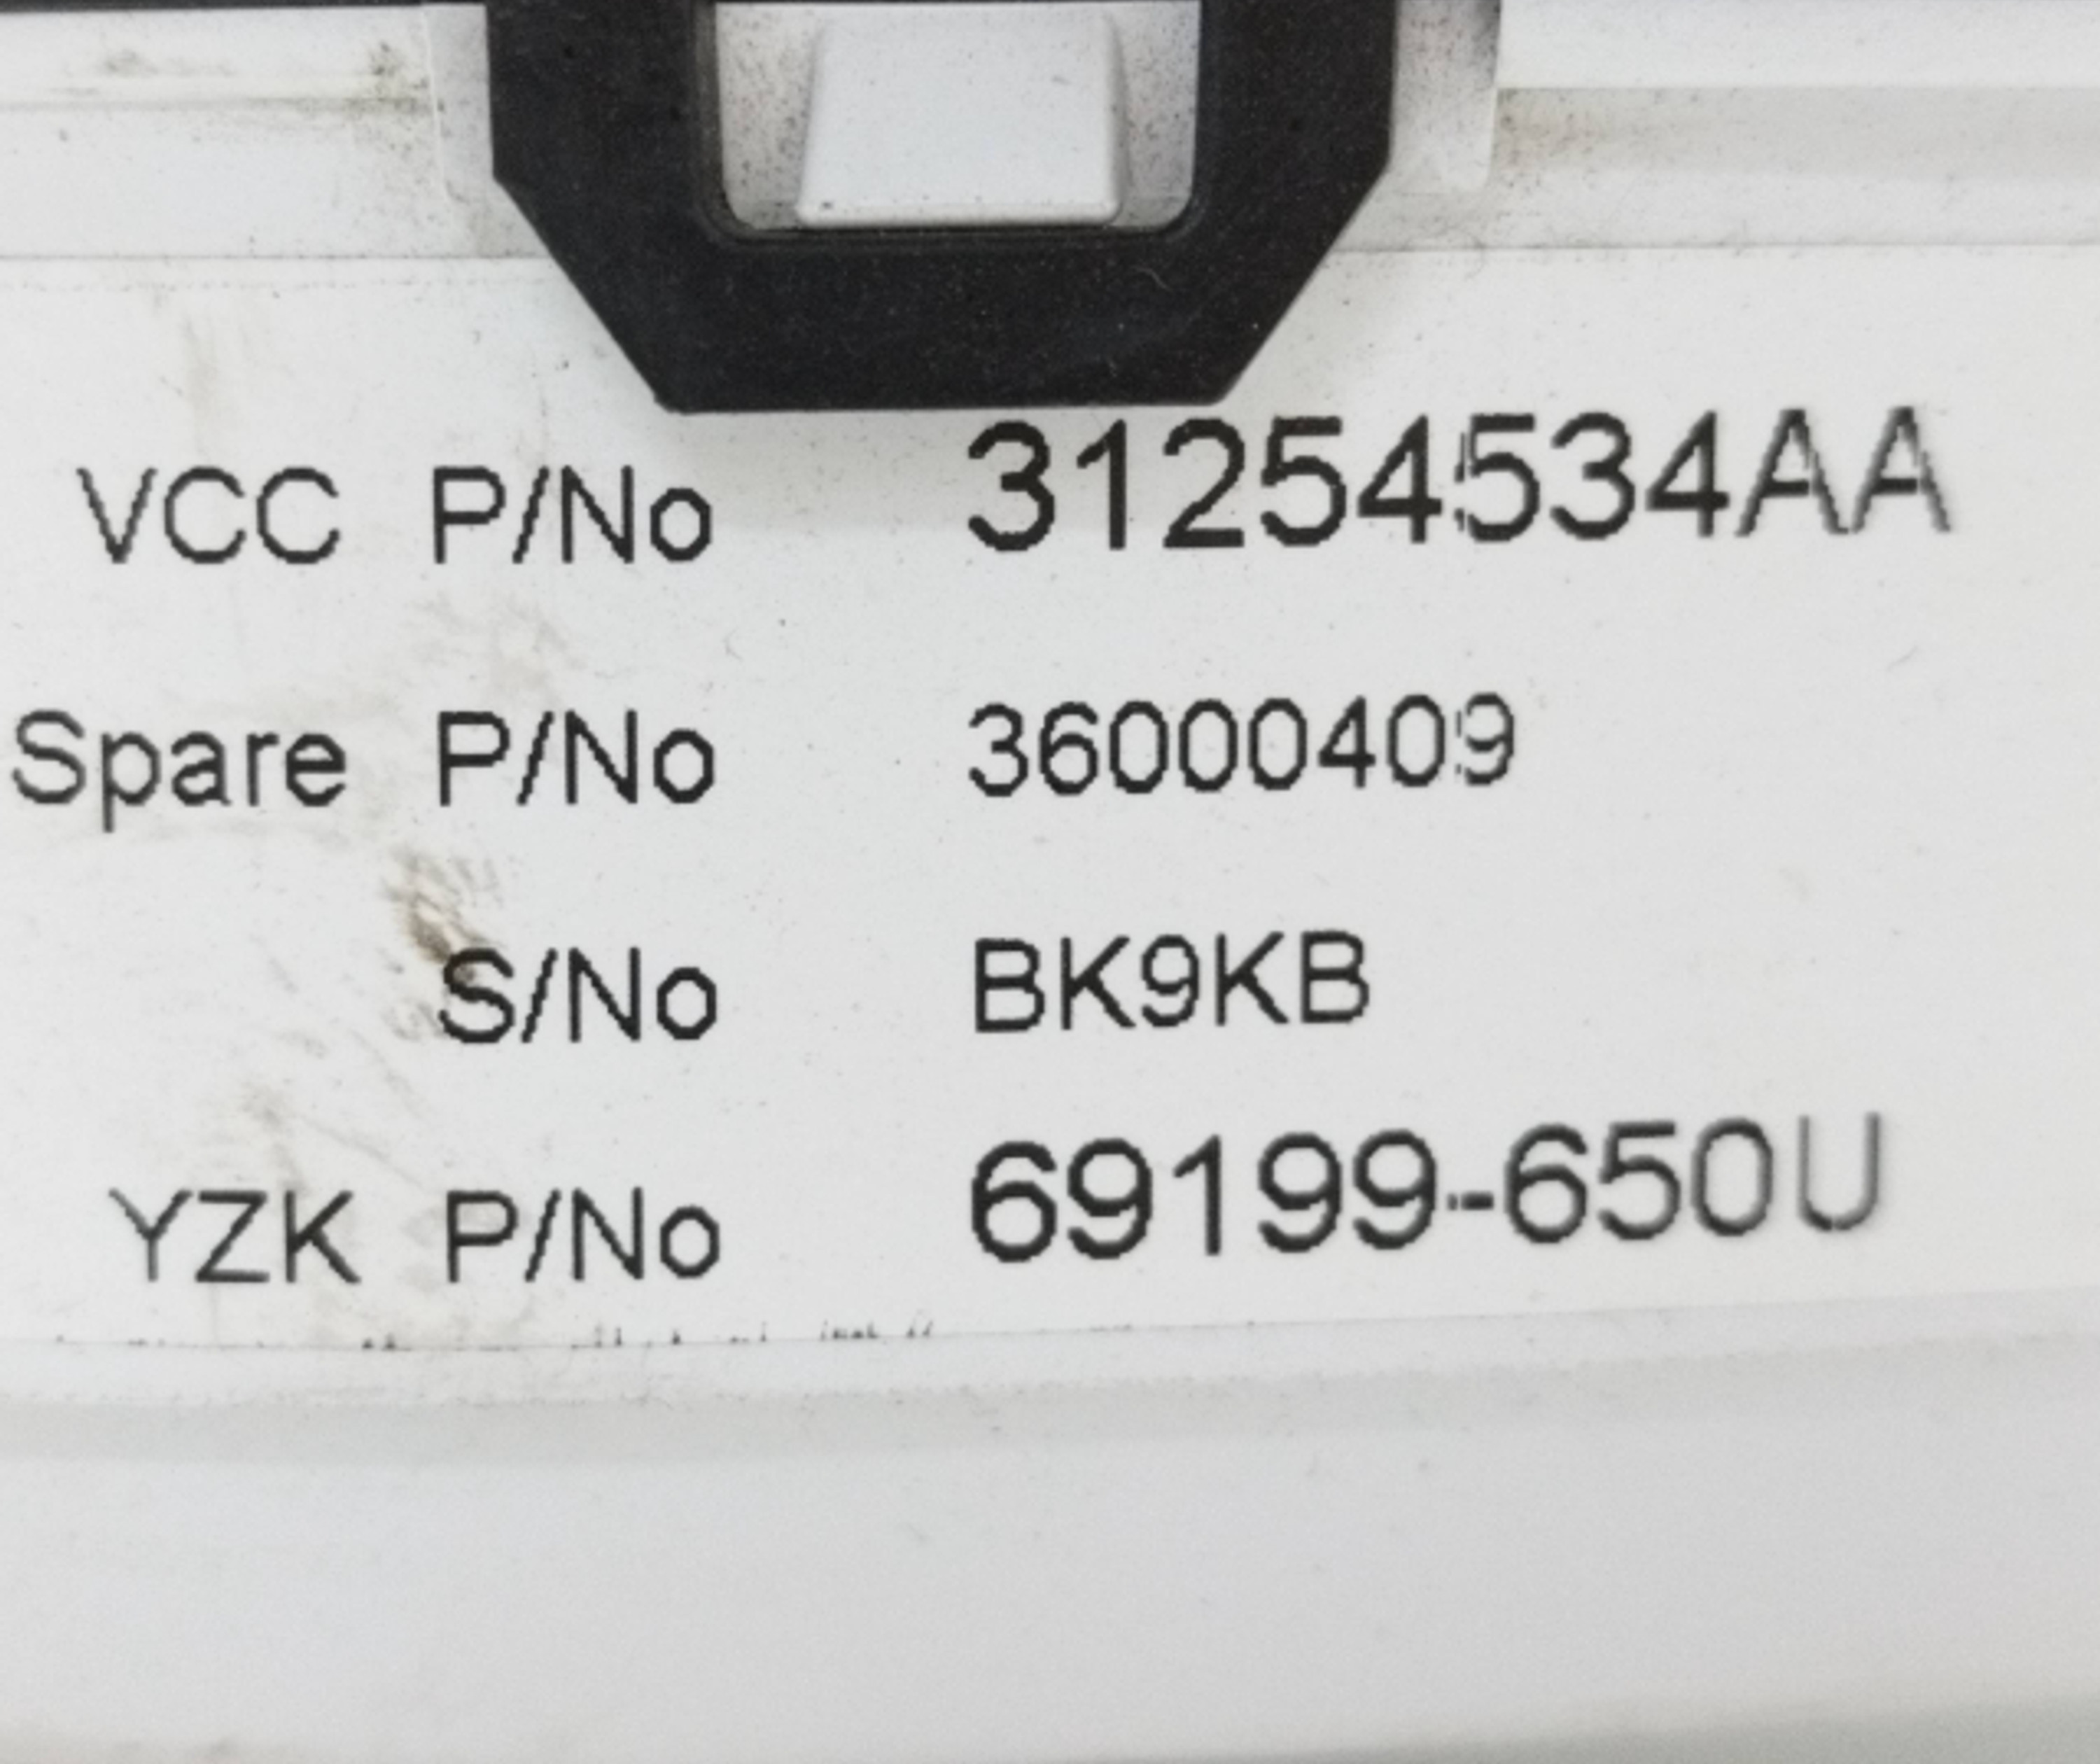 VCC P/No 31254534AA
Spare P/No 36000409
S/No BK9KB
YZK P/No 69199-650U